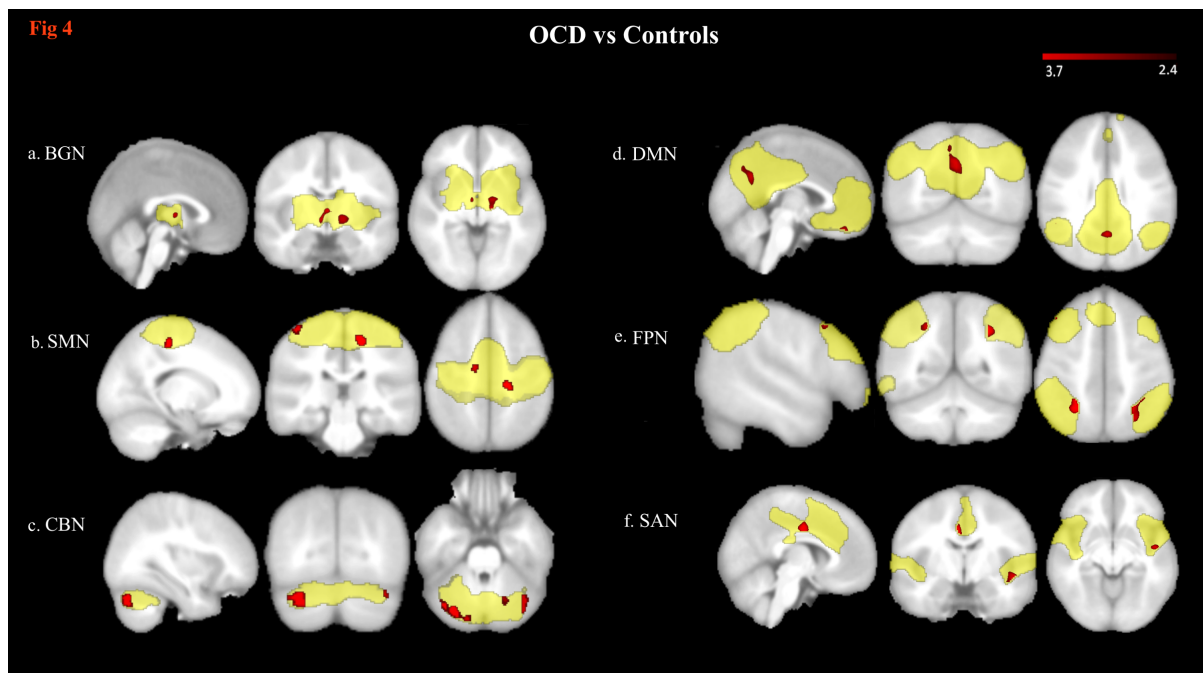 Fig 4
OCD vs Controls
3.7 2.4
a. BGN
b. SMN
c. CBN
d. DMN
e. FPN
f. SAN